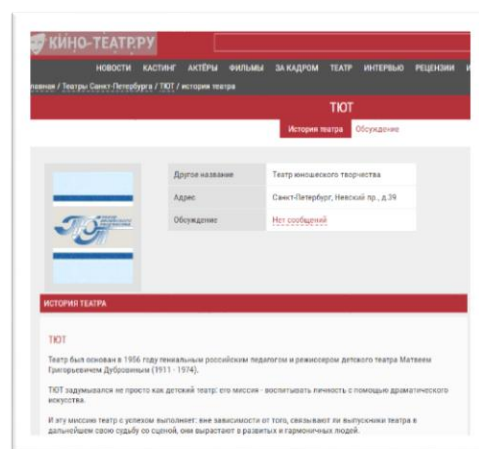 КИНО-ТЕАТР.РУ
НОВОСТИ КАСТИНГ АКТЁРЫ ФИЛЬМЫ ЗА КАДРОМ ТЕАТР ИНТЕРВЬЮ РЕЦЕНЗИИ И
лавная / Театры Санкт-Петербурга / ТЮТ / история театра
ТЮТ
История театра Обсуждение
Другое название Театр юношеского творчества
Адрес Санкт-Петербург, Невский пр., д.39
Обсуждение Нет сообщений
ТЮТ
ИСТОРИЯ ТЕАТРА
ТЮТ
Театр был основан в 1956 году гениальным российским педагогом и режиссером детского театра Матвеем
Григорьевичем Дубровиным (1911 - 1974).
ТЮТ задумывался не просто как детский театр: его миссия - воспитывать личность с помощью драматического
искусства.
И эту миссию театр с успехом выполняет: вне зависимости от того, связывают ли выпускники театра в
дальнейшем свою судьбу со сценой, они вырастают в развитых и гармоничных людей.